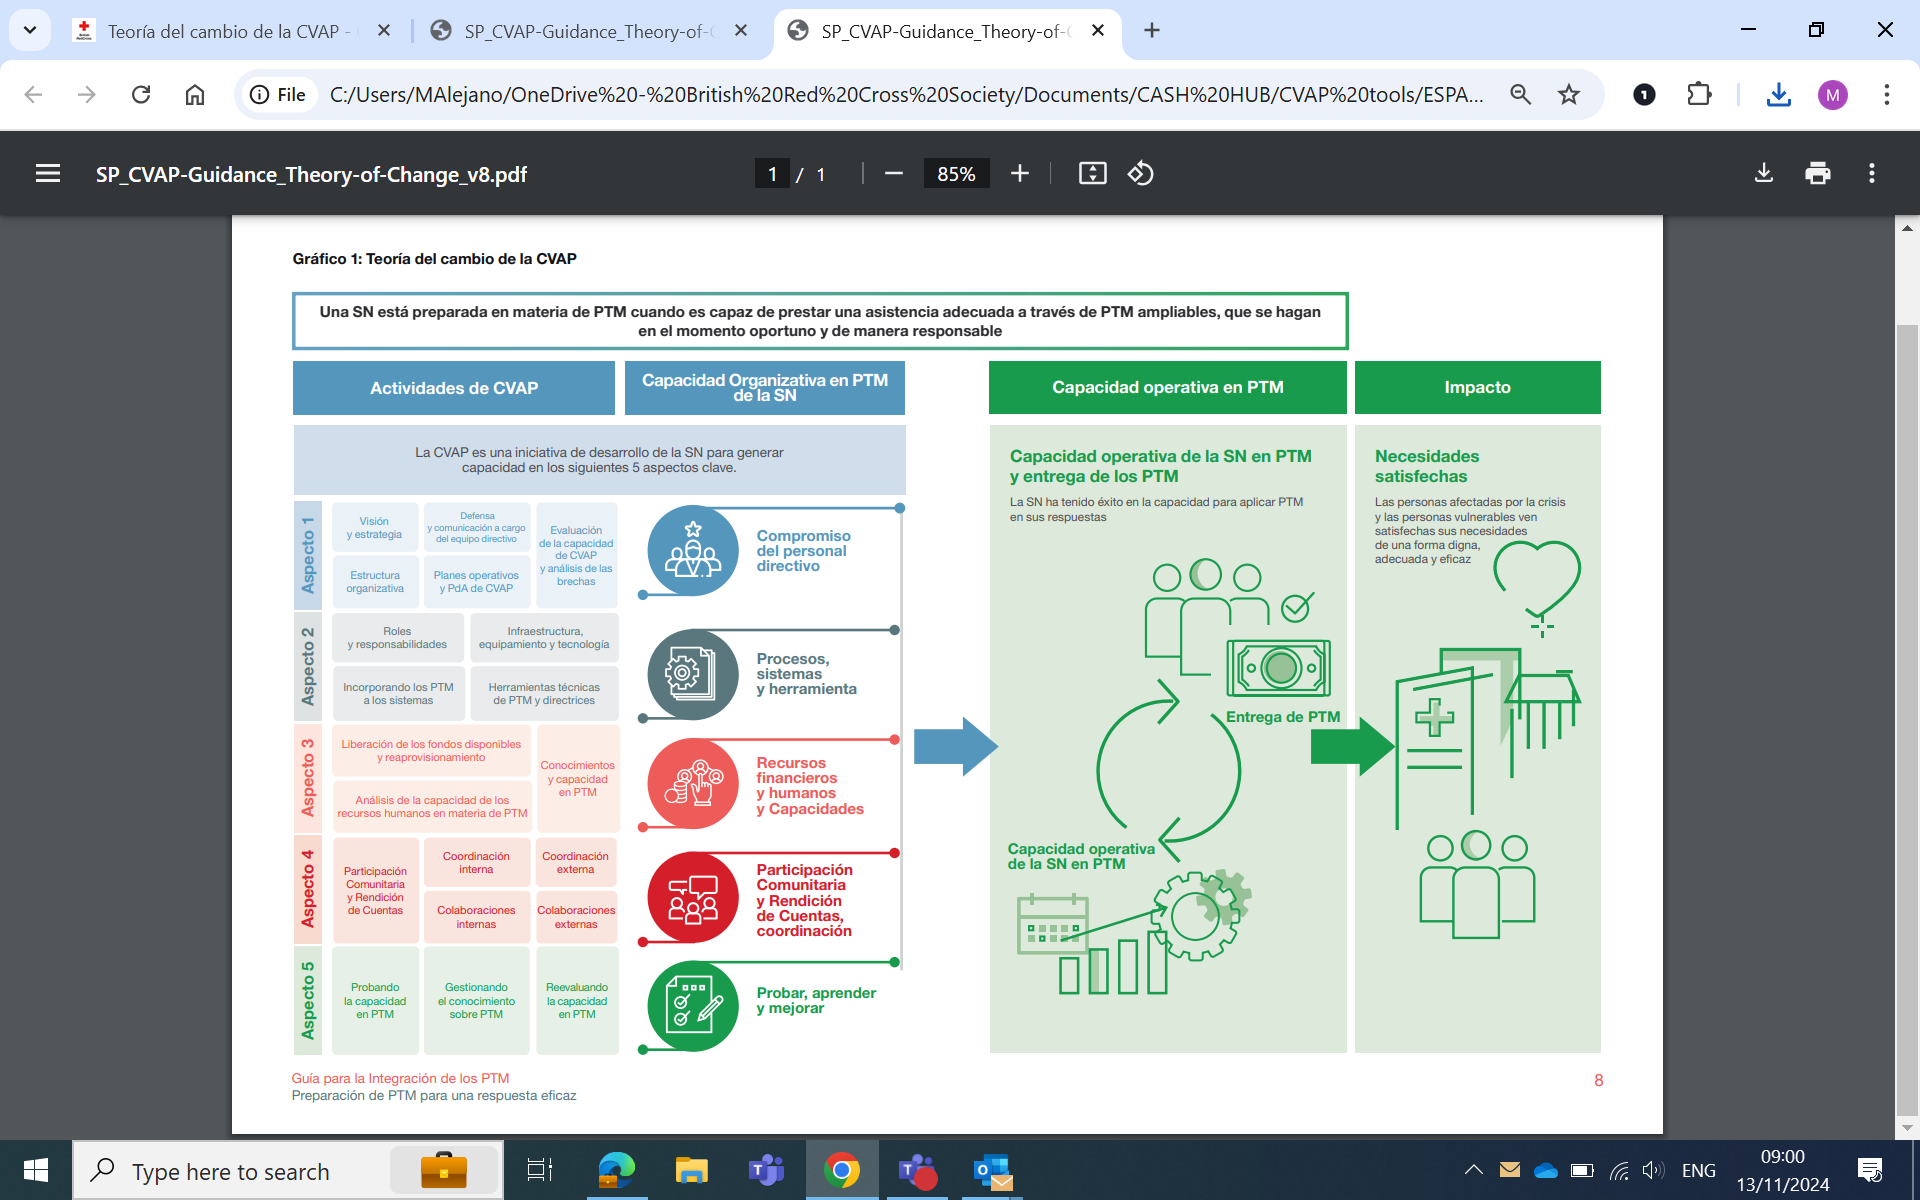 Teoría del cambio de la CVAP -
SP_CVAP-Guidance_Theory-of-
SP_CVAP-Guidance_Theory-of-
File
C:/Users/MAlejano/OneDrive%20-%20British%20Red%20Cross%20Society/Documents/CASH%20HUB/CVAP%20tools/ESPA...
1
M
SP_CVAP-Guidance_Theory-of-Change_v8.pdf
1 / 1
85%
Gráfico 1: Teoría del cambio de la CVAP
Una SN está preparada en materia de PTM cuando es capaz de prestar una asistencia adecuada a través de PTM ampliables, que se hagan
en el momento oportuno y de manera responsable
Actividades de CVAP
Capacidad Organizativa en PTM
de la SN
Capacidad operativa en PTM
Impacto
La CVAP es una iniciativa de desarrollo de la SN para generar
capacidad en los siguientes 5 aspectos clave.
Aspecto 1
Visión
y estrategia
Defensa
y comunicación a cargo
del equipo directivo
Evaluación
de la capacidad
de CVAP
y análisis de las
brechas
Estructura
organizativa
Planes operativos
y PdA de CVAP
Compromiso
del personal
directivo
Aspecto 2
Roles
y responsabilidades
Infraestructura,
equipamiento y tecnología
Incorporando los PTM
a los sistemas
Herramientas técnicas
de PTM y directrices
Procesos,
sistemas
y herramienta
Aspecto 3
Liberación de los fondos disponibles
y reaprovisionamiento
Conocimientos
y capacidad
en PTM
Análisis de la capacidad de los
recursos humanos en materia de PTM
Recursos
financieros
y humanos
y Capacidades
Aspecto 4
Participación
Comunitaria
y Rendición
de Cuentas
Coordinación
interna
Coordinación
externa
Colaboraciones
internas
Colaboraciones
externas
Participación
Comunitaria
y Rendición
de Cuentas,
coordinación
Aspecto 5
Probando
la capacidad
en PTM
Gestionando
el conocimiento
sobre PTM
Reevaluando
la capacidad
en PTM
Probar, aprender
y mejorar
Capacidad operativa de la SN en PTM
y entrega de los PTM
La SN ha tenido éxito en la capacidad para aplicar PTM
en sus respuestas
Entrega de PTM
Capacidad operativa
de la SN en PTM
Necesidades
satisfechas
Las personas afectadas por la crisis
y las personas vulnerables ven
satisfechas sus necesidades
de una forma digna,
adecuada y eficaz
Guía para la Integración de los PTM
Preparación de PTM para una respuesta eficaz
8
Type here to search
ENG
09:00
13/11/2024